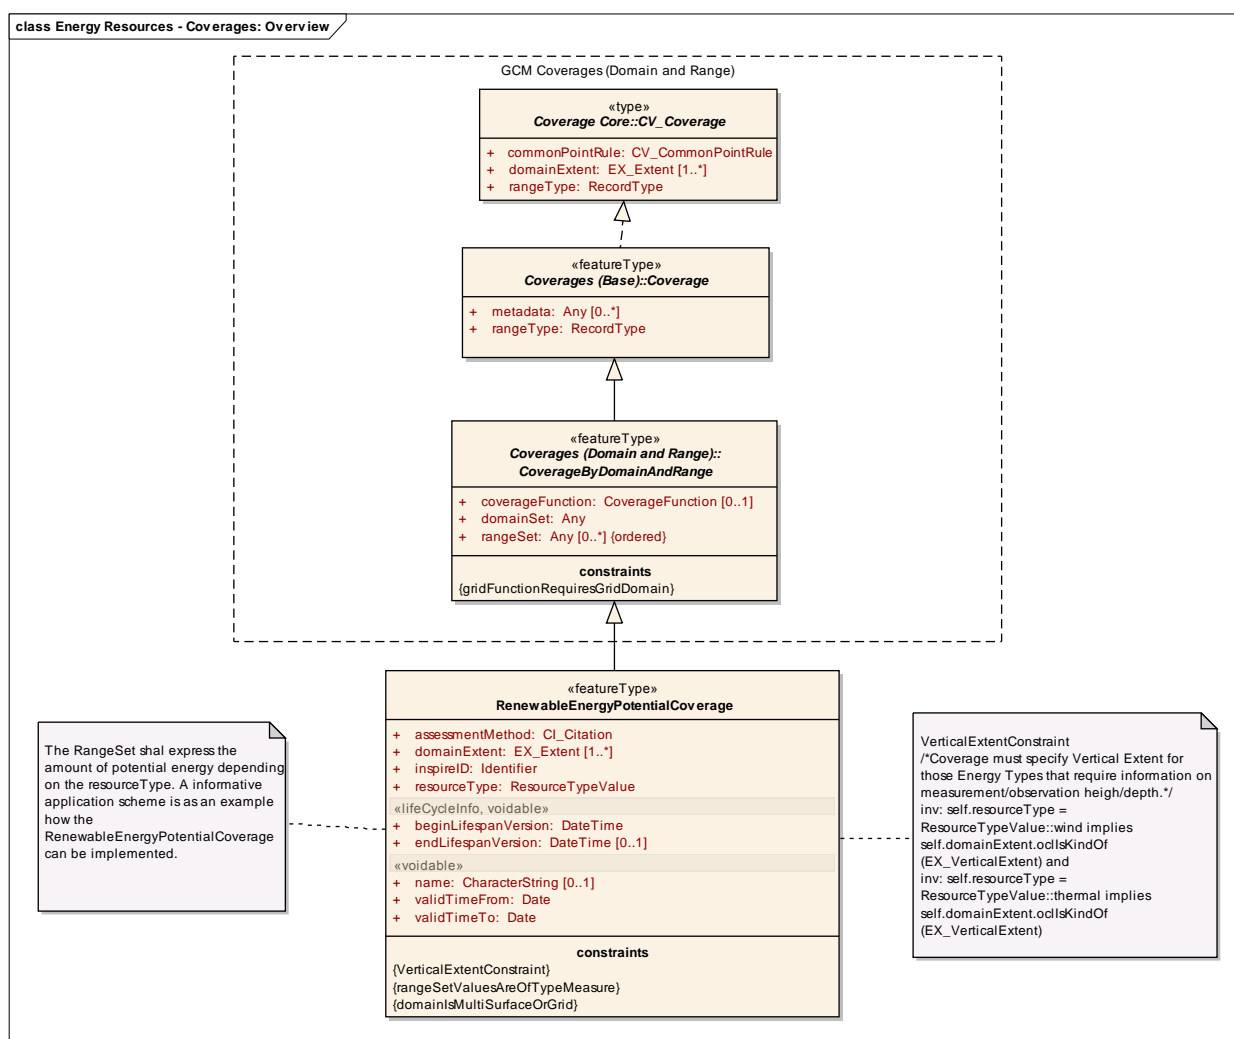 class Energy Resources - Coverages: Overview
GCM Coverages (Domain and Range)
«type»
Coverage Core::CV_Coverage
+ commonPointRule: CV_CommonPointRule
+ domainExtent: EX_Extent [1..*]
+ rangeType: RecordType
«featureType»
Coverages (Base)::Coverage
+ metadata: Any [0..*]
+ rangeType: RecordType
«featureType»
Coverages (Domain and Range)::
CoverageByDomainAndRange
+ coverageFunction: CoverageFunction [0..1]
+ domainSet: Any
+ rangeSet: Any [0..*] {ordered}
constraints
{gridFunctionRequiresGridDomain}
«featureType»
RenewableEnergyPotentialCoverage
+ assessmentMethod: CI_Citation
+ domainExtent: EX_Extent [1..*]
+ inspireID: Identifier
+ resourceType: ResourceTypeValue
«lifeCycleInfo, voidable»
+ beginLifespanVersion: DateTime
+ endLifespanVersion: DateTime [0..1]
«voidable»
+ name: CharacterString [0..1]
+ validTimeFrom: Date
+ validTimeTo: Date
constraints
{VerticalExtentConstraint}
{rangeSetValuesAreOfTypeMeasure}
{domainIsMultiSurfaceOrGrid}
The RangeSet shal express the
amount of potential energy depending
on the resourceType. A informative
application scheme is as an example
how the
RenewableEnergyPotentialCoverage
can be implemented.
VerticalExtentConstraint
/*Coverage must specify Vertical Extent for
those Energy Types that require information on
measurement/observation heigh/depth.*/
inv: self.resourceType =
ResourceTypeValue::wind implies
self.domainExtent.oclIsKindOf
(EX_VerticalExtent) and
inv: self.resourceType =
ResourceTypeValue::thermal implies
self.domainExtent.oclIsKindOf
(EX_VerticalExtent)